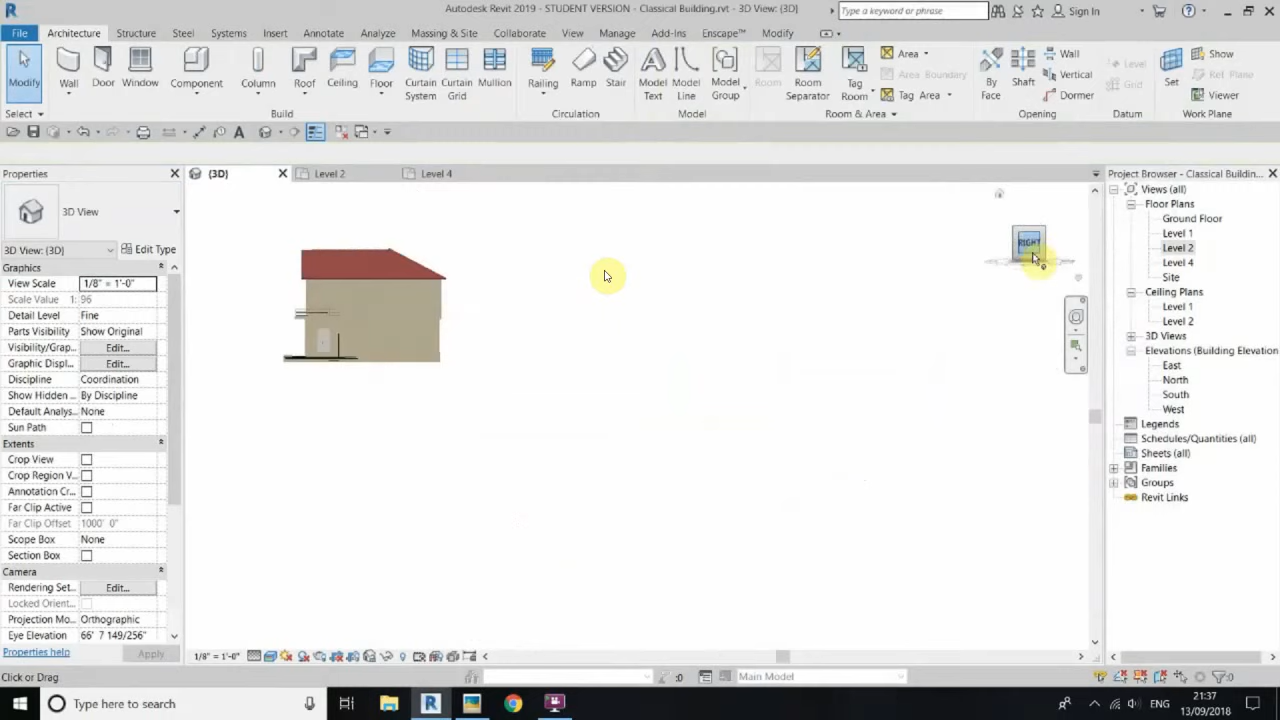 Autodesk Revit 2019 - STUDENT VERSION - Classical Building.rvt - 3D View: {3D}
Type a keyword or phrase
Sign In
File Architecture Structure Steel Systems Insert Annotate Analyze Massing & Site Collaborate View Manage Add-Ins Enscape™ Modify
Modify Wall Door Window Component Column Roof Ceiling Curtain System Curtain Grid Floor Mullion Railing Ramp Stair Model Text Model Line Model Group Room Room Separator Tag Room Area Area Boundary Tag Area By Face Shaft Wall Vertical Dormer Level Grid Set Show Ref Plane Viewer
Select Build Circulation Model Room & Area Opening Datum Work Plane
Properties
{3D} Level 2 Level 4
3D View
3D View: {3D} Edit Type
Graphics
View Scale 1/8" = 1'-0"
Scale Value 1: 96
Detail Level Fine
Parts Visibility Show Original
Visibility/Grap... Edit...
Graphic Displ... Edit...
Discipline Coordination
Show Hidden ... By Discipline
Default Analys... None
Sun Path
Extents
Crop View
Crop Region V...
Annotation Cr...
Far Clip Active
Far Clip Offset 1000' 0"
Scope Box None
Section Box
Camera
Rendering Set... Edit...
Locked Orient...
Projection Mo... Orthographic
Eye Elevation 66' 7 149/256"
Properties help Apply
RIGHT
Project Browser - Classical Buildin...
Views (all)
Floor Plans
Ground Floor
Level 1
Level 2
Level 4
Site
Ceiling Plans
Level 1
Level 2
3D Views
Elevations (Building Elevation
East
North
South
West
Legends
Schedules/Quantities (all)
Sheets (all)
Families
Groups
Revit Links
1/8" = 1'-0"
Click or Drag
:0
Main Model
:0
Type here to search
ENG
21:37
13/09/2018